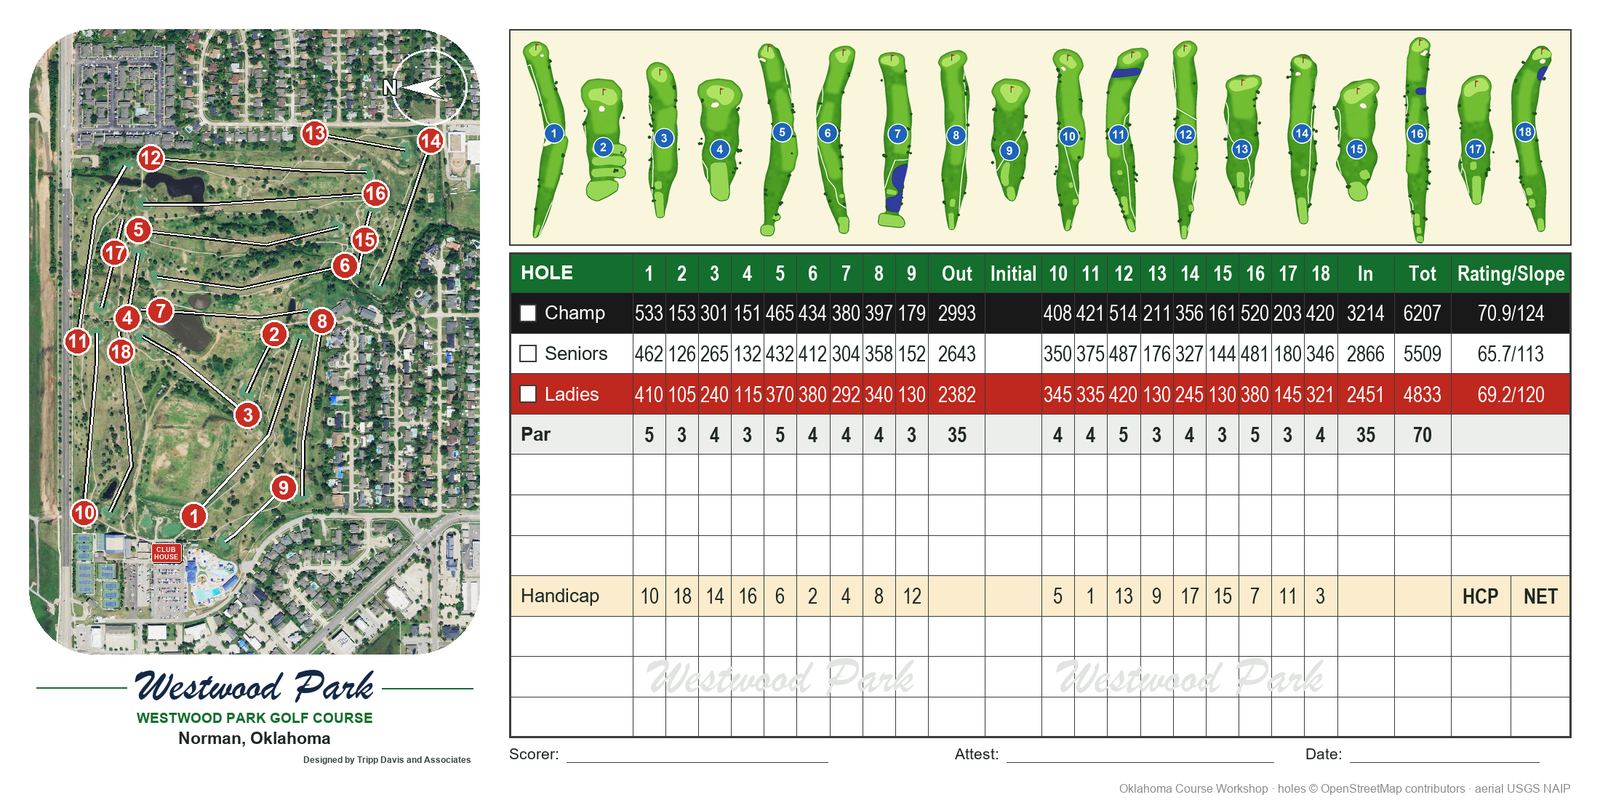 N
13
14
12
16
5
17
15
6
4
7
8
11
18
2
3
9
10
1
CLUB
HOUSE
Westwood Park
WESTWOOD PARK GOLF COURSE
Norman, Oklahoma
Designed by Tripp Davis and Associates
1 2 3 4 5 6 7 8 9 10 11 12 13 14 15 16 17 18
HOLE 1 2 3 4 5 6 7 8 9 Out Initial 10 11 12 13 14 15 16 17 18 In Tot Rating/Slope
Champ 533 153 301 151 465 434 380 397 179 2993 408 421 514 211 356 161 520 203 420 3214 6207 70.9/124
Seniors 462 126 265 132 432 412 304 358 152 2643 350 375 487 176 327 144 481 180 346 2866 5509 65.7/113
Ladies 410 105 240 115 370 380 292 340 130 2382 345 335 420 130 245 130 380 145 321 2451 4833 69.2/120
Par 5 3 4 3 5 4 4 4 3 35 4 4 5 3 4 3 5 3 4 35 70
Handicap 10 18 14 16 6 2 4 8 12 5 1 13 9 17 15 7 11 3 HCP NET
Westwood Park Westwood Park
Scorer: Attest: Date:
Oklahoma Course Workshop · holes © OpenStreetMap contributors · aerial USGS NAIP